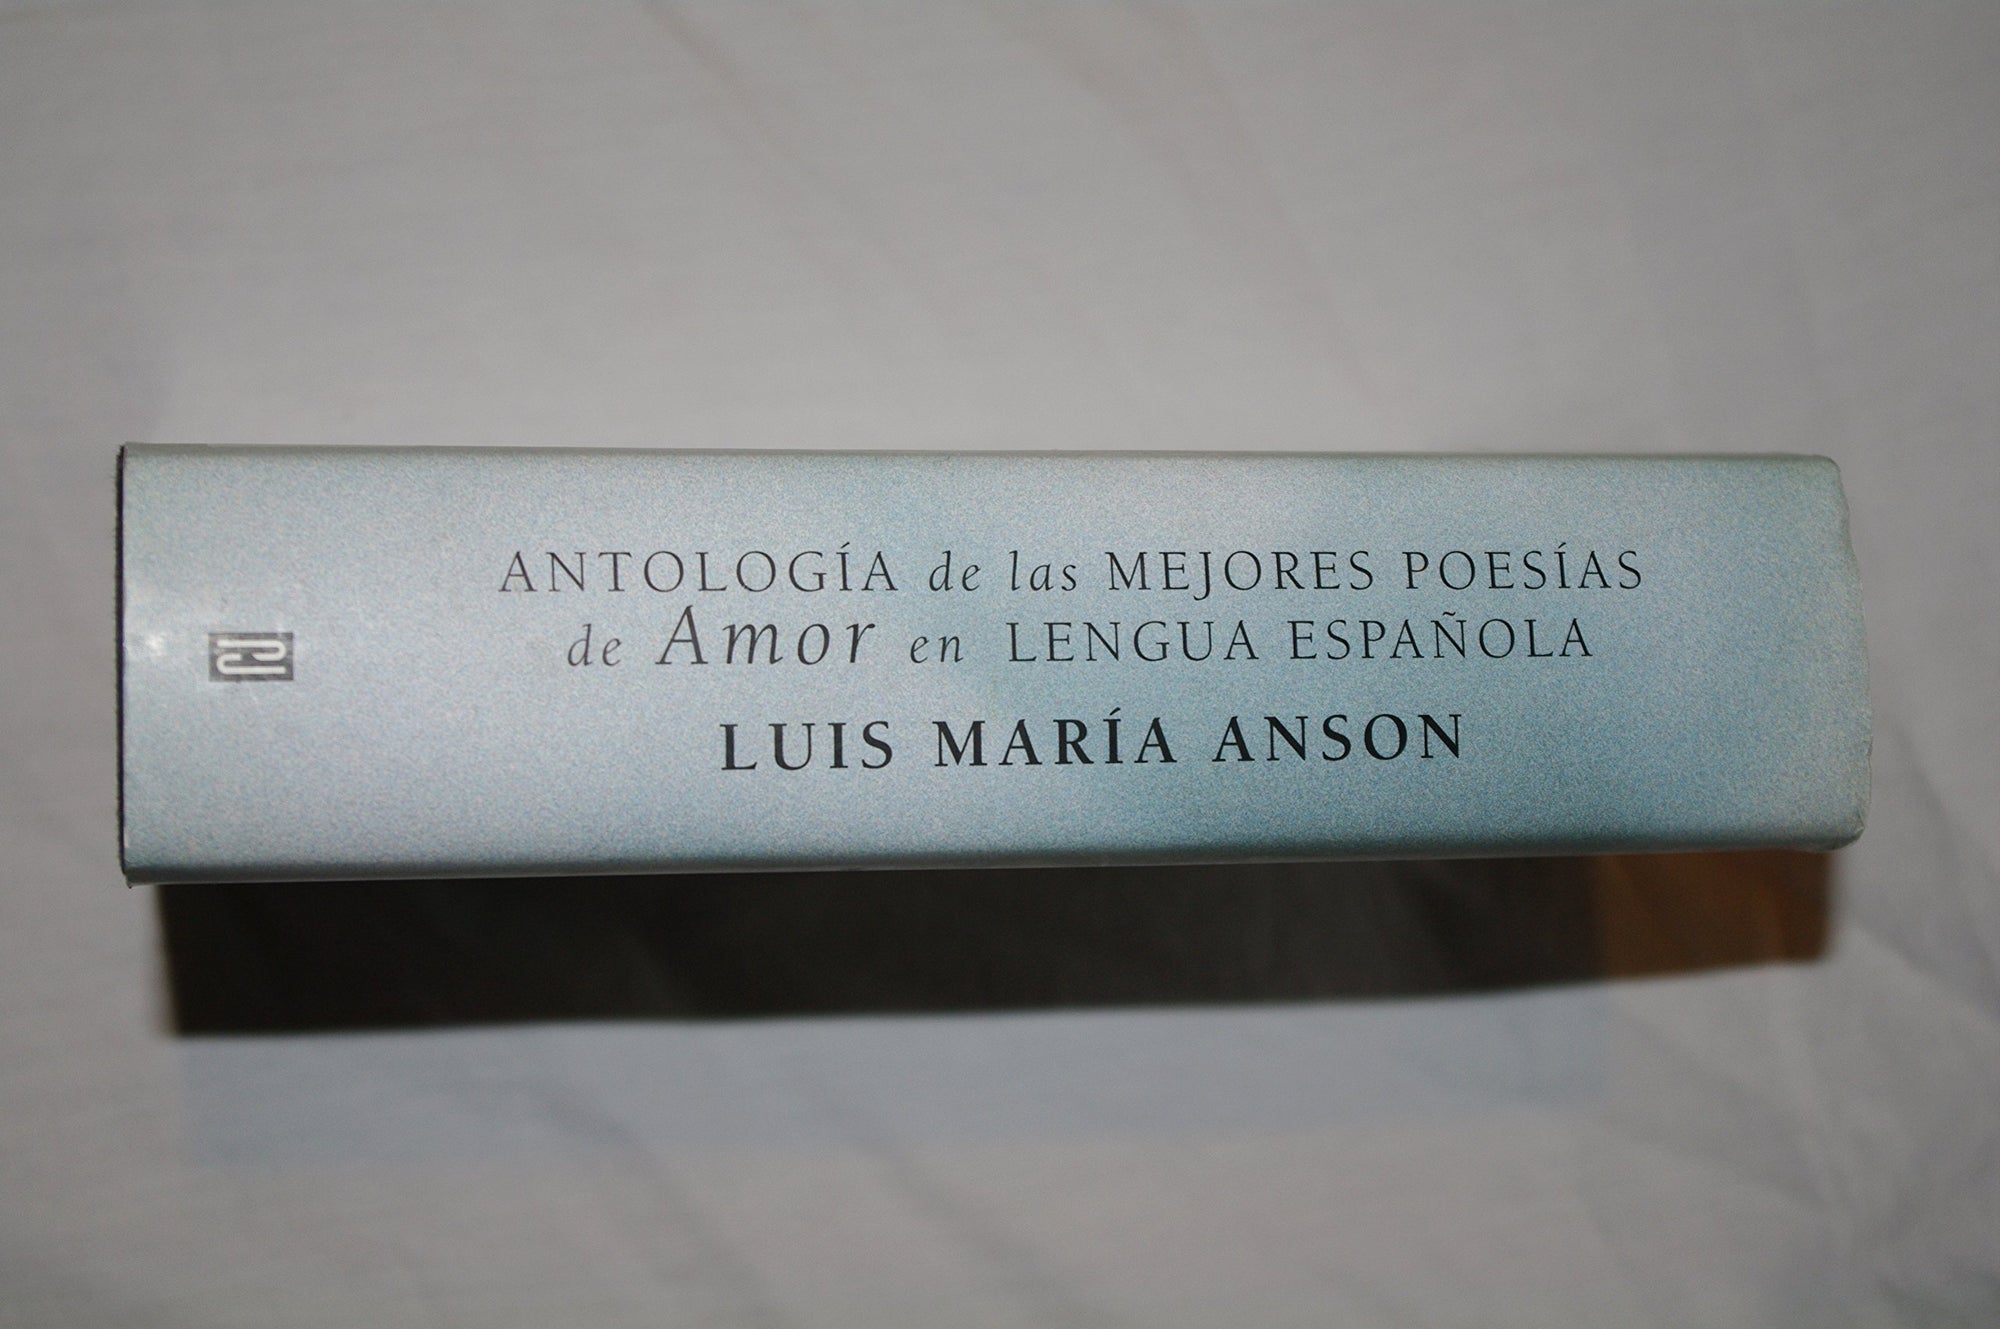 ANTOLOGÍA de las MEJORES POESÍAS
de Amor en LENGUA ESPAÑOLA
LUIS MARÍA ANSON